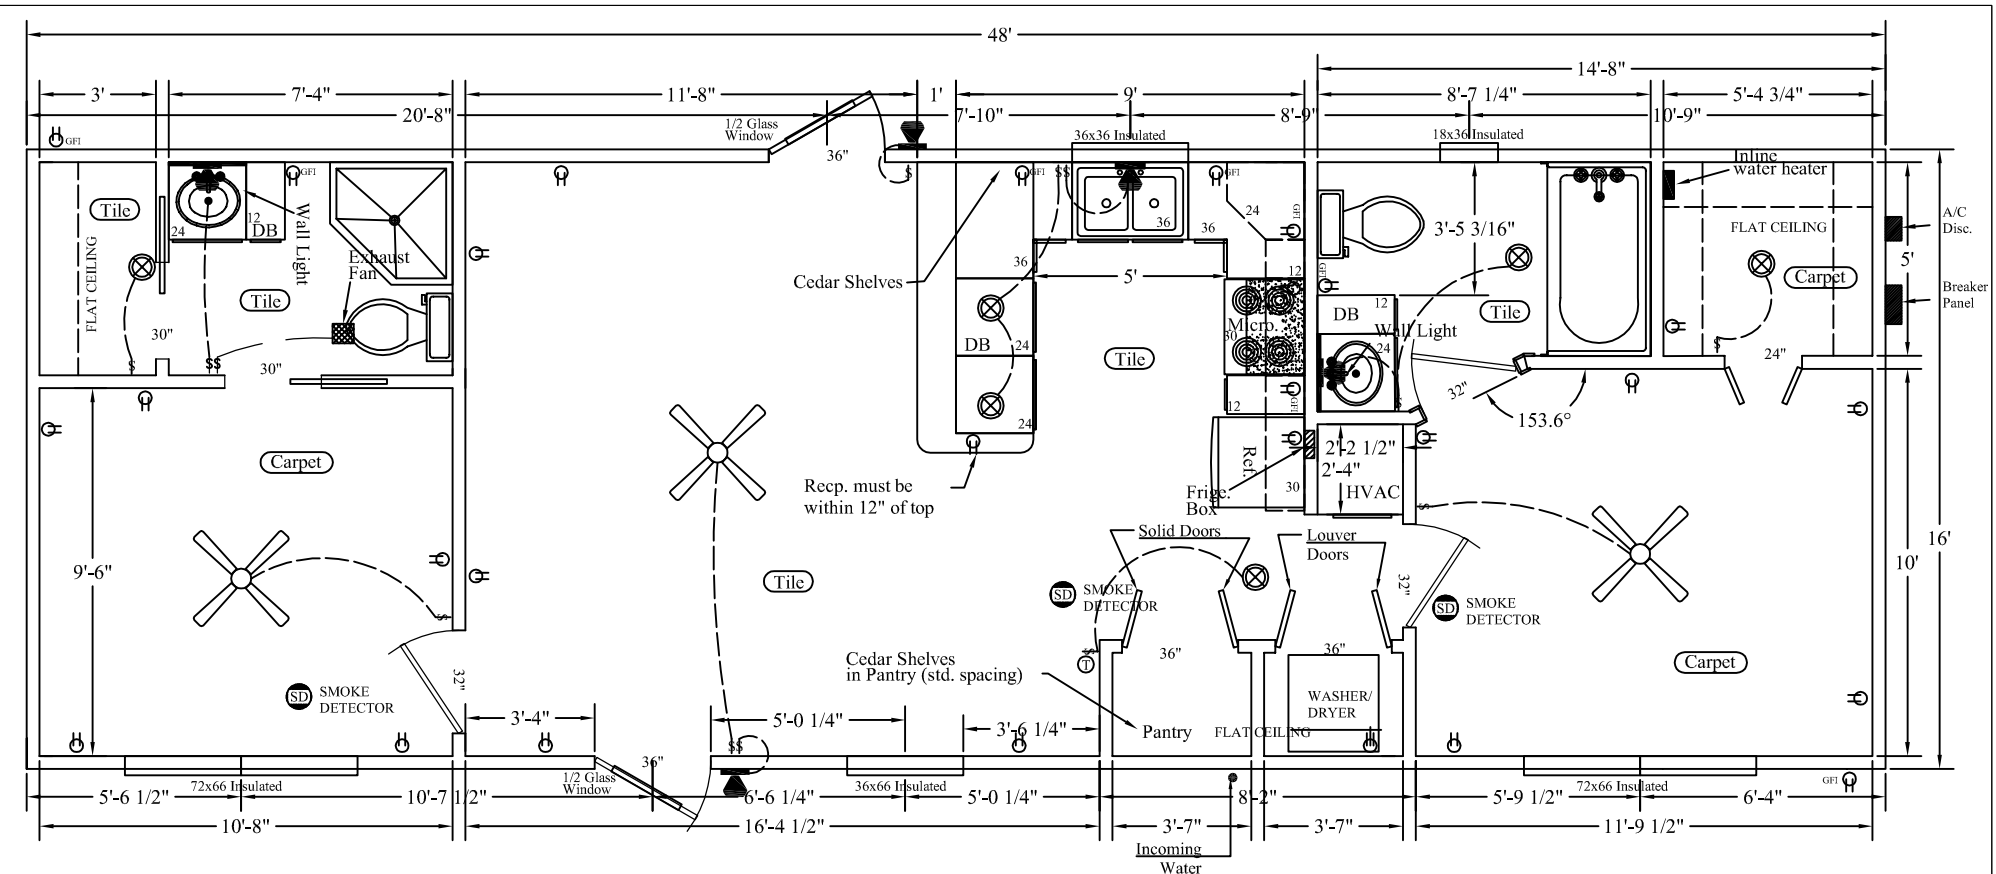 48'
14'-8"
3'
7'-4"
11'-8"
1'
9'
8'-7 1/4"
5'-4 3/4"
20'-8"
7'-10"
8'-9"
10'-9"
1/2 Glass
Window
36"
36x36 Insulated
18x36 Insulated
GFI
GFI
GFI
GFI
GFI
GFI
GFI
Inline
water heater
Tile
24
12
DB
Wall Light
Exhaust
Fan
FLAT CEILING
Tile
30"
30"
$
$$
$
$$
Cedar Shelves
36
36
36
24
12
5'
Micro.
30
DB
24
24
Tile
12
Ref.
30
3'-5 3/16"
12
DB
Wall Light
24
Tile
$
32"
153.6°
FLAT CEILING
Carpet
$
24"
A/C
Disc.
5'
Breaker
Panel
Carpet
9'-6"
$
Recp. must be
within 12" of top
Frige.
Box
2'-2 1/2"
2'-4"
HVAC
$
Solid Doors
Louver
Doors
16'
10'
Tile
SD
SMOKE
DETECTOR
SD
SMOKE
DETECTOR
32"
$
T
36"
36"
Cedar Shelves
in Pantry (std. spacing)
Carpet
32"
SD
SMOKE
DETECTOR
WASHER/
DRYER
Pantry
FLAT CEILING
3'-4"
5'-0 1/4"
3'-6 1/4"
$$
36"
72x66 Insulated
1/2 Glass
Window
36x66 Insulated
72x66 Insulated
GFI
5'-6 1/2"
10'-7 1/2"
6'-6 1/4"
5'-0 1/4"
8'-2"
5'-9 1/2"
6'-4"
10'-8"
16'-4 1/2"
3'-7"
3'-7"
11'-9 1/2"
Incoming
Water